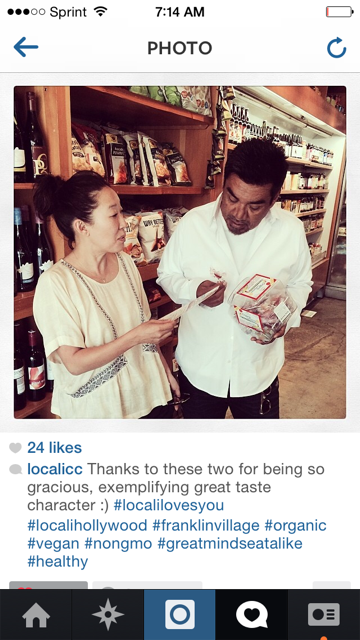 Sprint 7:14 AM
PHOTO
24 likes
localicc Thanks to these two for being so
gracious, exemplifying great taste
character :) #localilovesyou
#localihollywood #franklinvillage #organic
#vegan #nongmo #greatmindseatalike
#healthy